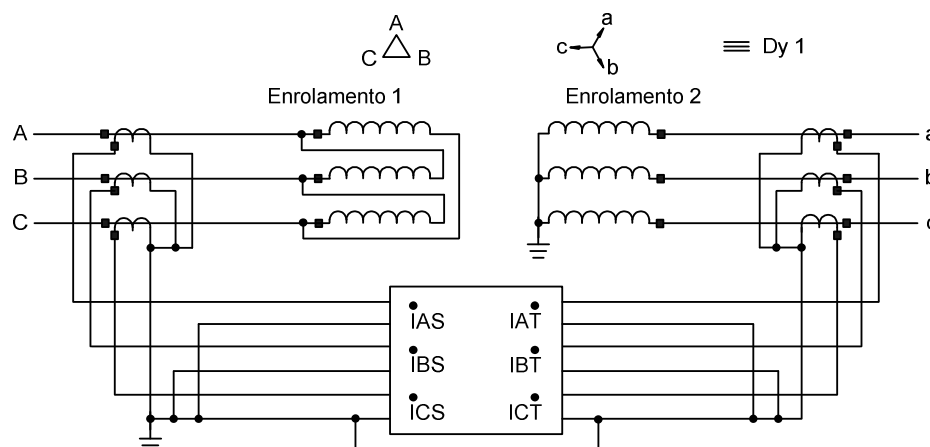 A
C B
a
c
b
≡ Dy 1
Enrolamento 1
Enrolamento 2
A
a
B
b
C
IAS IAT
IBS IBT
ICS ICT